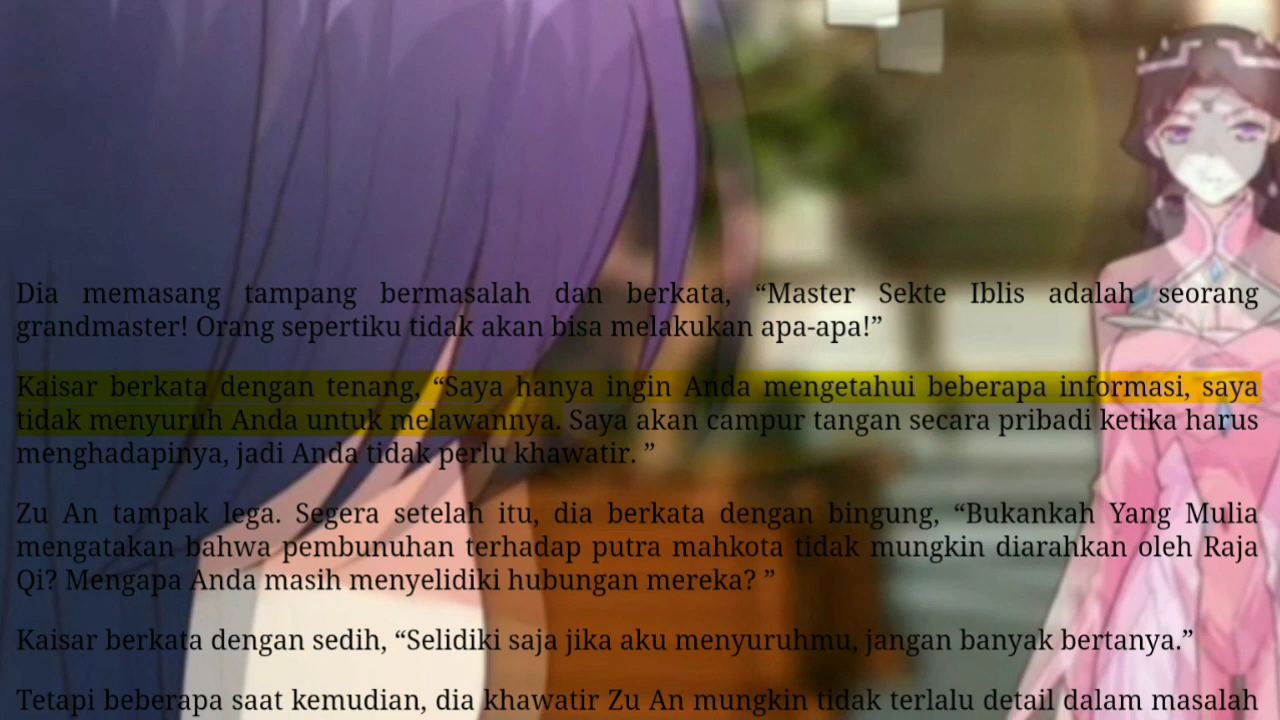 Dia memasang tampang bermasalah dan berkata, “Master Sekte Iblis adalah seorang
grandmaster! Orang sepertiku tidak akan bisa melakukan apa-apa!”
Kaisar berkata dengan tenang, “Saya hanya ingin Anda mengetahui beberapa informasi, saya
tidak menyuruh Anda untuk melawannya. Saya akan campur tangan secara pribadi ketika harus
menghadapinya, jadi Anda tidak perlu khawatir. ”
Zu An tampak lega. Segera setelah itu, dia berkata dengan bingung, “Bukankah Yang Mulia
mengatakan bahwa pembunuhan terhadap putra mahkota tidak mungkin diarahkan oleh Raja
Qi? Mengapa Anda masih menyelidiki hubungan mereka? ”
Kaisar berkata dengan sedih, “Selidiki saja jika aku menyuruhmu, jangan banyak bertanya.”
Tetapi beberapa saat kemudian, dia khawatir Zu An mungkin tidak terlalu detail dalam masalah